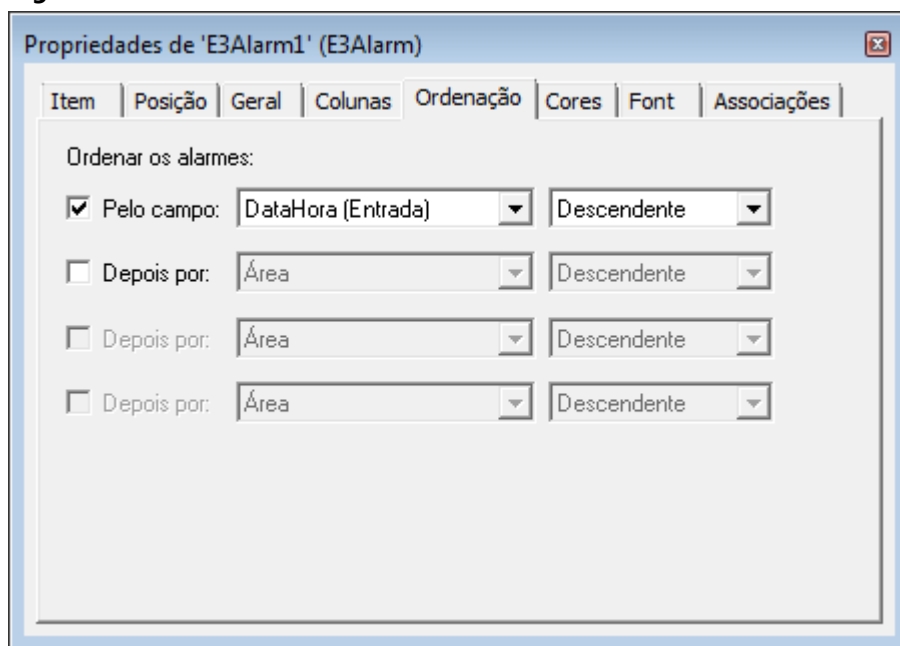 Propriedades de 'E3Alarm1' (E3Alarm)
Item Posição Geral Colunas Ordenação Cores Font Associações
Ordenar os alarmes:
Pelo campo: DataHora (Entrada) Descendente
Depois por: Área Descendente
Depois por: Área Descendente
Depois por: Área Descendente